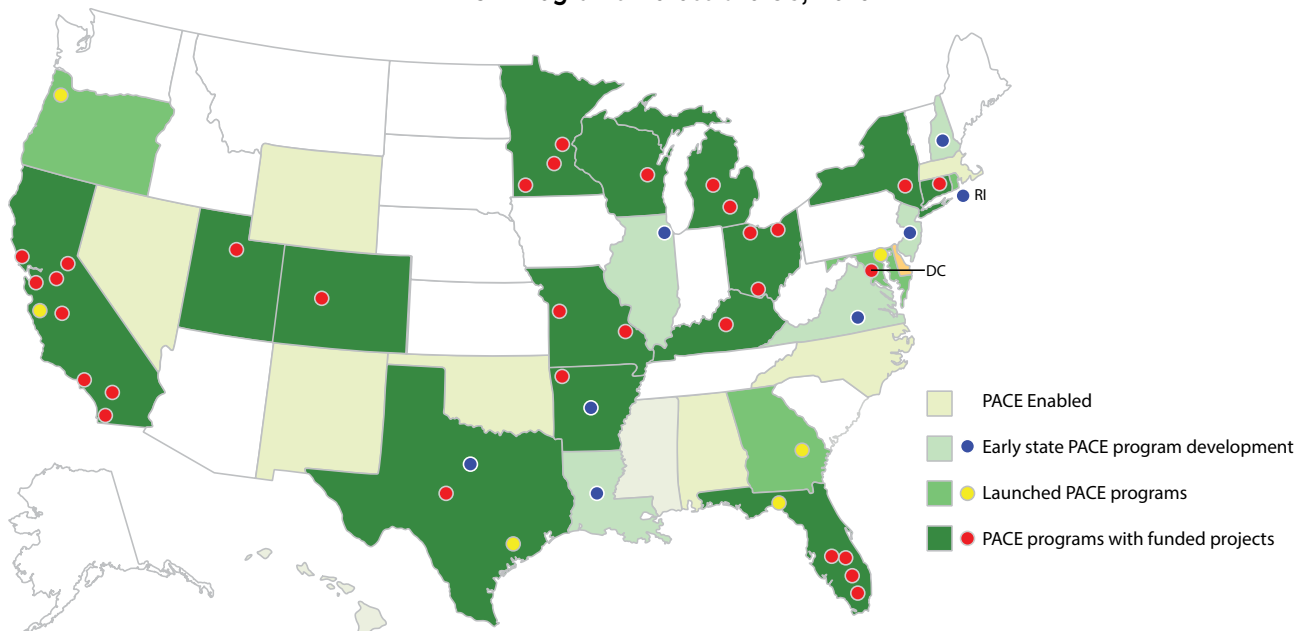 RI
DC
PACE Enabled
Early state PACE program development
Launched PACE programs
PACE programs with funded projects